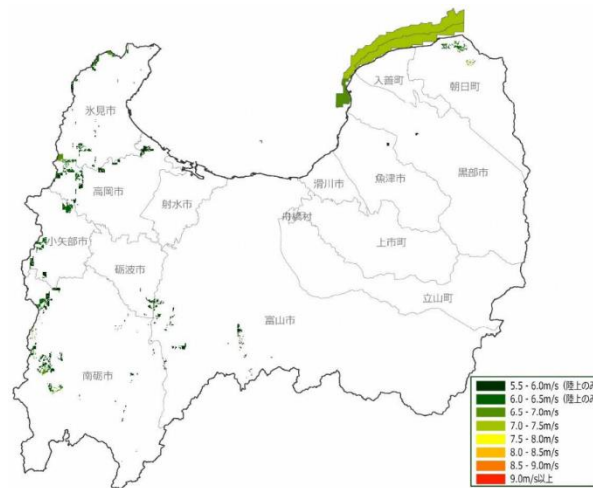 入善町
朝日町
氷見市
黒部市
魚津市
滑川市
高岡市
射水市
舟橋村
小矢部市
上市町
砺波市
立山町
富山市
南砺市
5.5 - 6.0m/s (陸上のみ
6.0 - 6.5m/s (陸上のみ
6.5 - 7.0m/s
7.0 - 7.5m/s
7.5 - 8.0m/s
8.0 - 8.5m/s
8.5 - 9.0m/s
9.0m/s以上